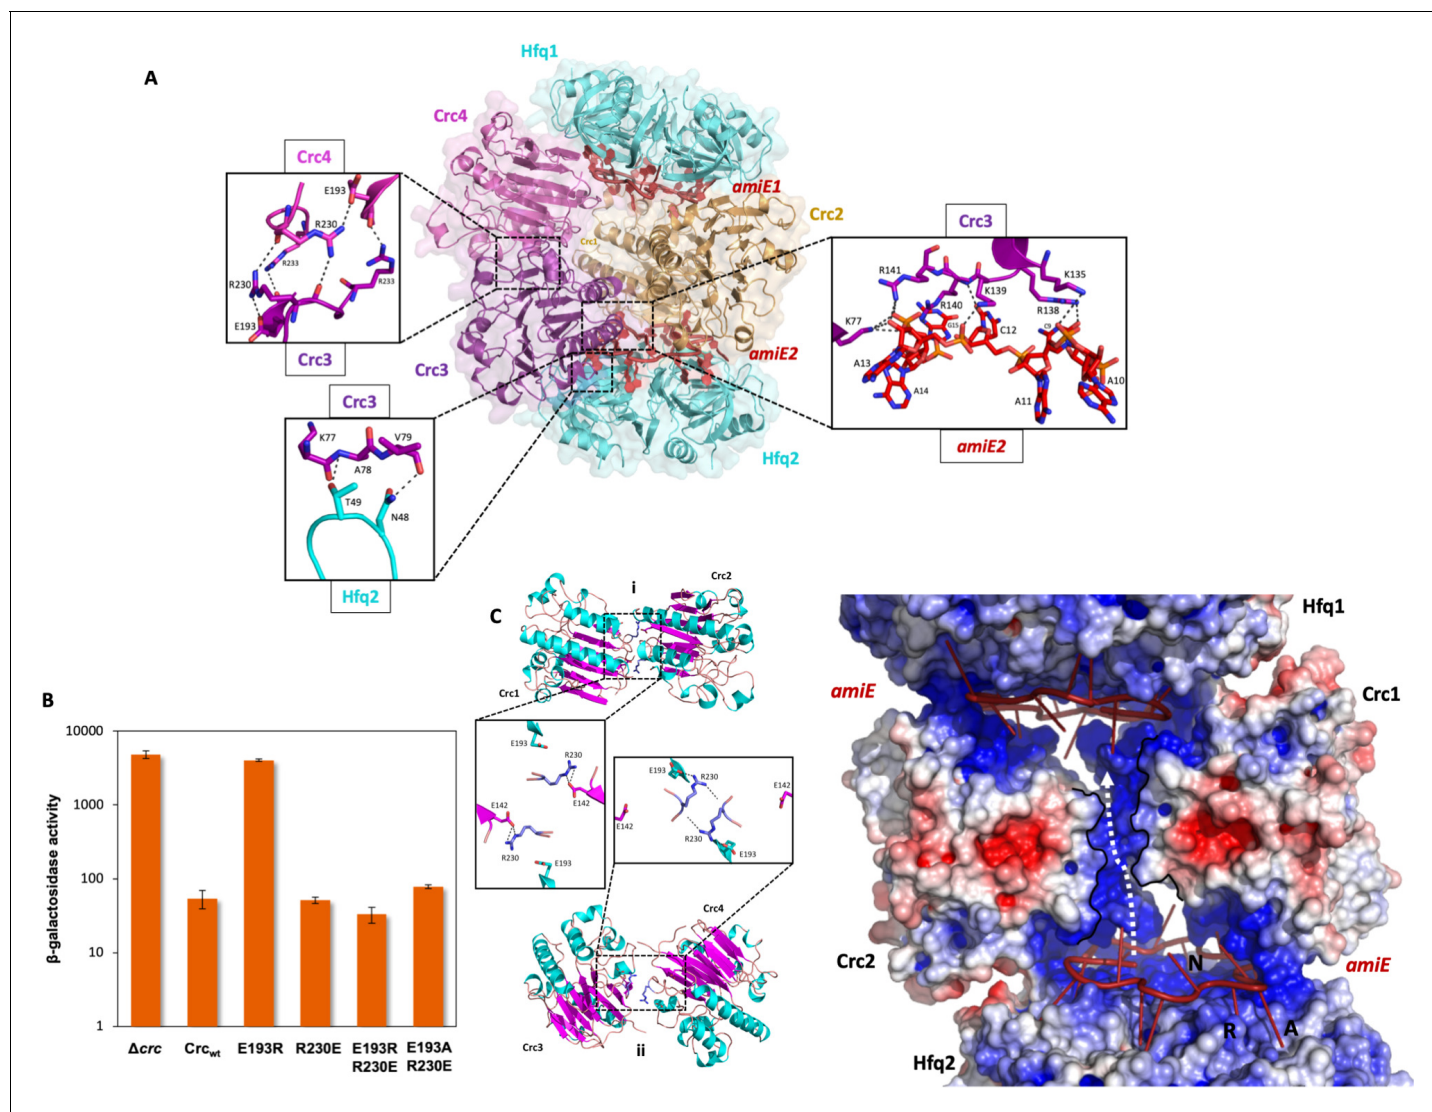 A
Hfq1
Crc4
amiE1
Crc2
Crc1
Crc3
amiE2
Hfq2
Crc4
E193
R230
R233
R230
R233
E193
Crc3
Crc3
K77
V79
A78
T49
N48
Hfq2
Crc3
R141
K135
K139
R140
R138
K77
G15
C12
C9
A13
A14
A11
A10
amiE2
B
β-galactosidase activity
10000
1000
100
10
1
Δcrc
Crcwt
E193R
R230E
E193R
R230E
E193A
R230E
C
i
Crc2
Crc1
E193
R230
E142
E142
R230
E193
E193
R230
E142
E142
R230
E193
Crc4
Crc3
ii
Hfq1
amiE
Crc1
Crc2
amiE
N
R
A
Hfq2